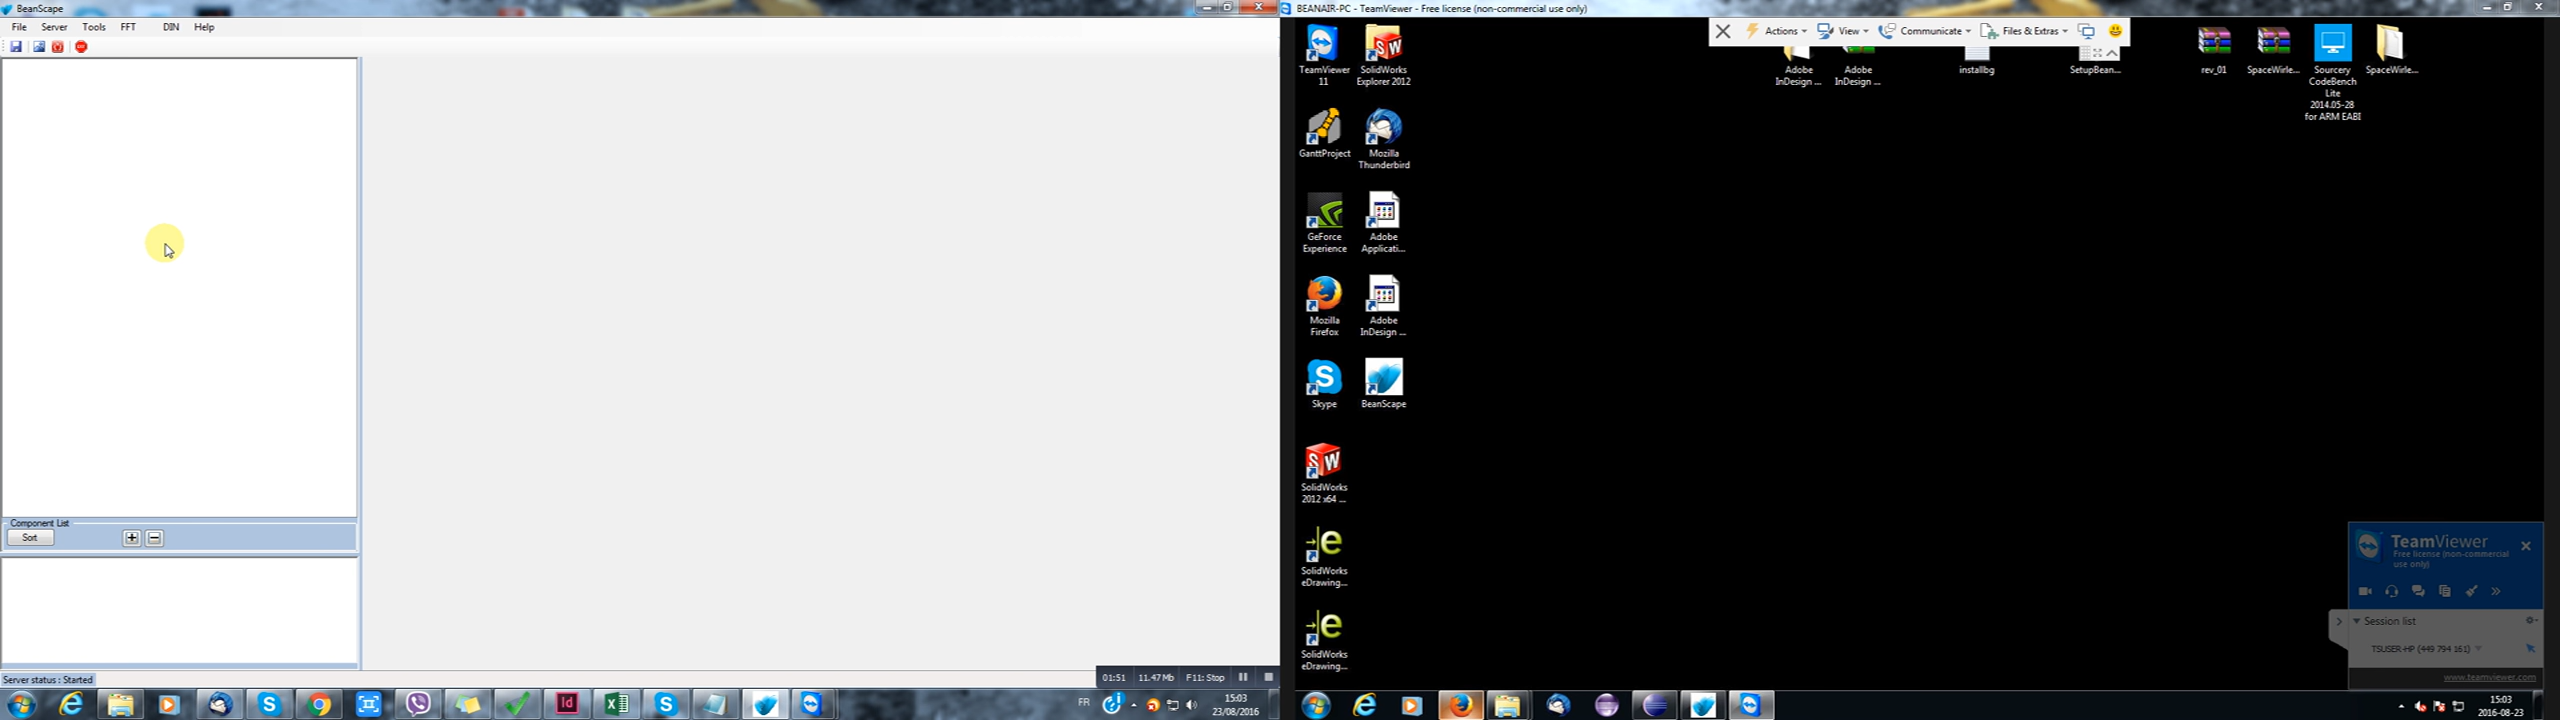 BeanScape
File Server Tools FFT DIN Help
Component List
Sort
Server status : Started
01:51 11.47Mb F11: Stop
FR
15:03
23/08/2016
BEANAIR-PC - TeamViewer - Free license (non-commercial use only)
Actions View Communicate Files & Extras
TeamViewer
11
SolidWorks
Explorer 2012
Adobe
InDesign ...
Adobe
InDesign ...
installbg
SetupBean...
rev_01
SpaceWirle...
Sourcery
CodeBench
Lite
2014.05-28
for ARM EABI
SpaceWirle...
GanttProject
Mozilla
Thunderbird
GeForce
Experience
Adobe
Applicati...
Mozilla
Firefox
Adobe
InDesign ...
Skype
BeanScape
SolidWorks
2012 x64 ...
SolidWorks
eDrawing...
SolidWorks
eDrawing...
TeamViewer
Free license (non-commercial
use only)
Session list
TSUSER-HP (449 794 161)
www.teamviewer.com
15:03
2016-08-23